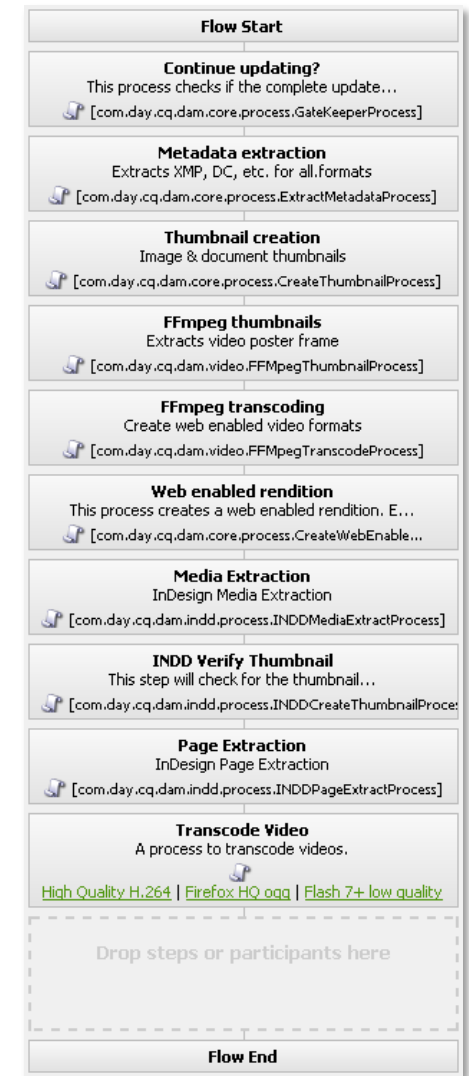 Flow Start
Continue updating?
This process checks if the complete update...
[com.day.cq.dam.core.process.GateKeeperProcess]
Metadata extraction
Extracts XMP, DC, etc. for all.formats
[com.day.cq.dam.core.process.ExtractMetadataProcess]
Thumbnail creation
Image & document thumbnails
[com.day.cq.dam.core.process.CreateThumbnailProcess]
FFmpeg thumbnails
Extracts video poster frame
[com.day.cq.dam.video.FFMpegThumbnailProcess]
FFmpeg transcoding
Create web enabled video formats
[com.day.cq.dam.video.FFMpegTranscodeProcess]
Web enabled rendition
This process creates a web enabled rendition. E...
[com.day.cq.dam.core.process.CreateWebEnable...
Media Extraction
InDesign Media Extraction
[com.day.cq.dam.indd.process.INDDMediaExtractProcess]
INDD Verify Thumbnail
This step will check for the thumbnail...
[com.day.cq.dam.indd.process.INDDCreateThumbnailProce:
Page Extraction
InDesign Page Extraction
[com.day.cq.dam.indd.process.INDDPageExtractProcess]
Transcode Video
A process to transcode videos.
High Quality H.264 | Firefox HQ ogg | Flash 7+ low quality
Drop steps or participants here
Flow End